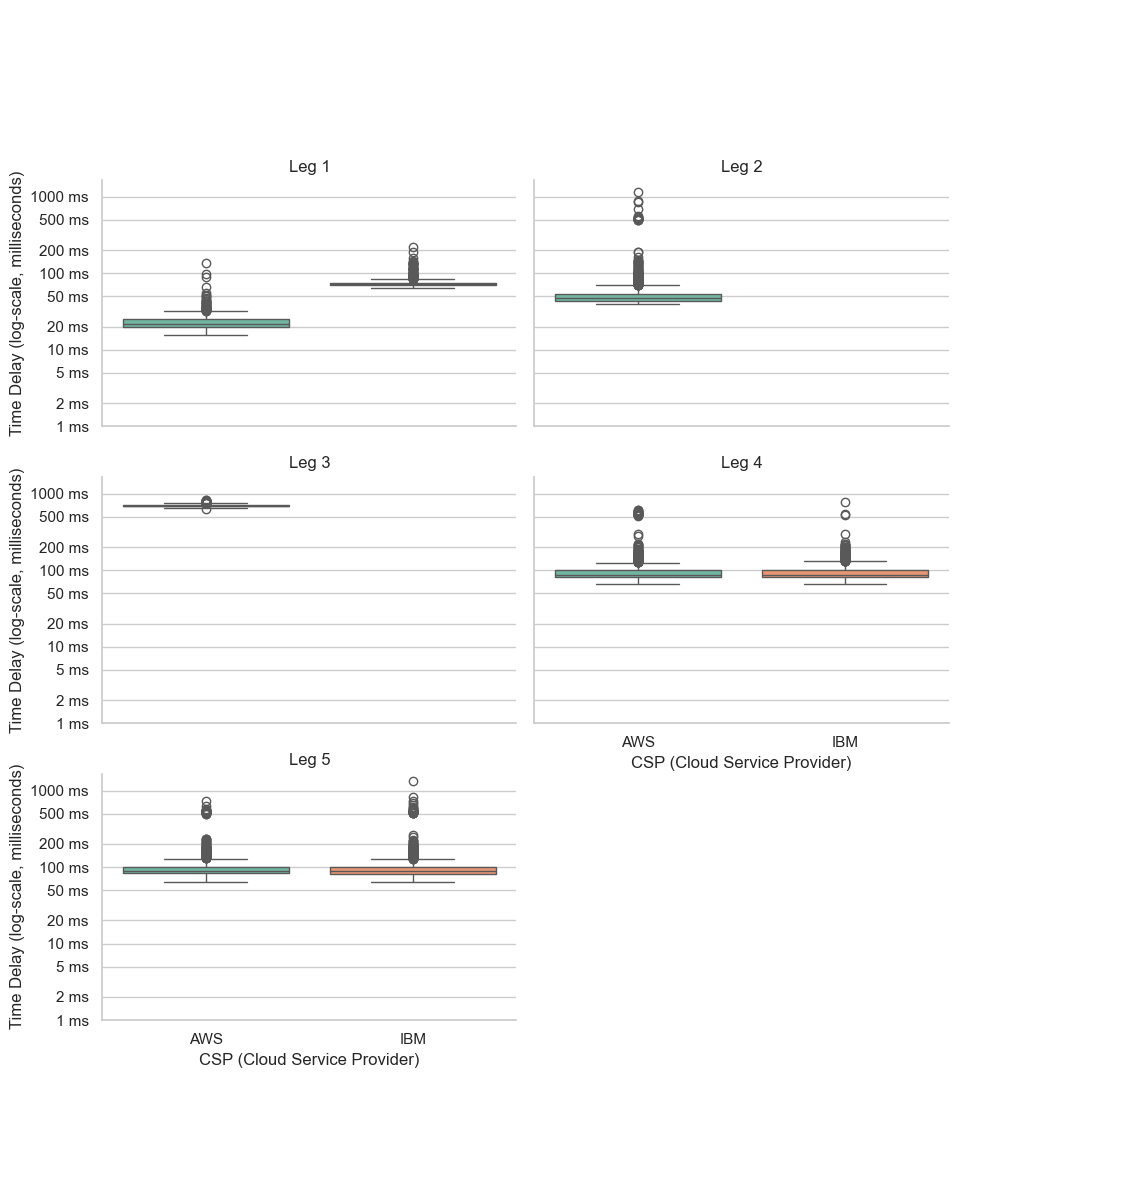 Leg 1
Leg 2
Time Delay (log-scale, milliseconds)
1000 ms
500 ms
200 ms
100 ms
50 ms
20 ms
10 ms
5 ms
2 ms
1 ms
Leg 3
Leg 4
Time Delay (log-scale, milliseconds)
1000 ms
500 ms
200 ms
100 ms
50 ms
20 ms
10 ms
5 ms
2 ms
1 ms
AWS
IBM
CSP (Cloud Service Provider)
Leg 5
Time Delay (log-scale, milliseconds)
1000 ms
500 ms
200 ms
100 ms
50 ms
20 ms
10 ms
5 ms
2 ms
1 ms
AWS
IBM
CSP (Cloud Service Provider)